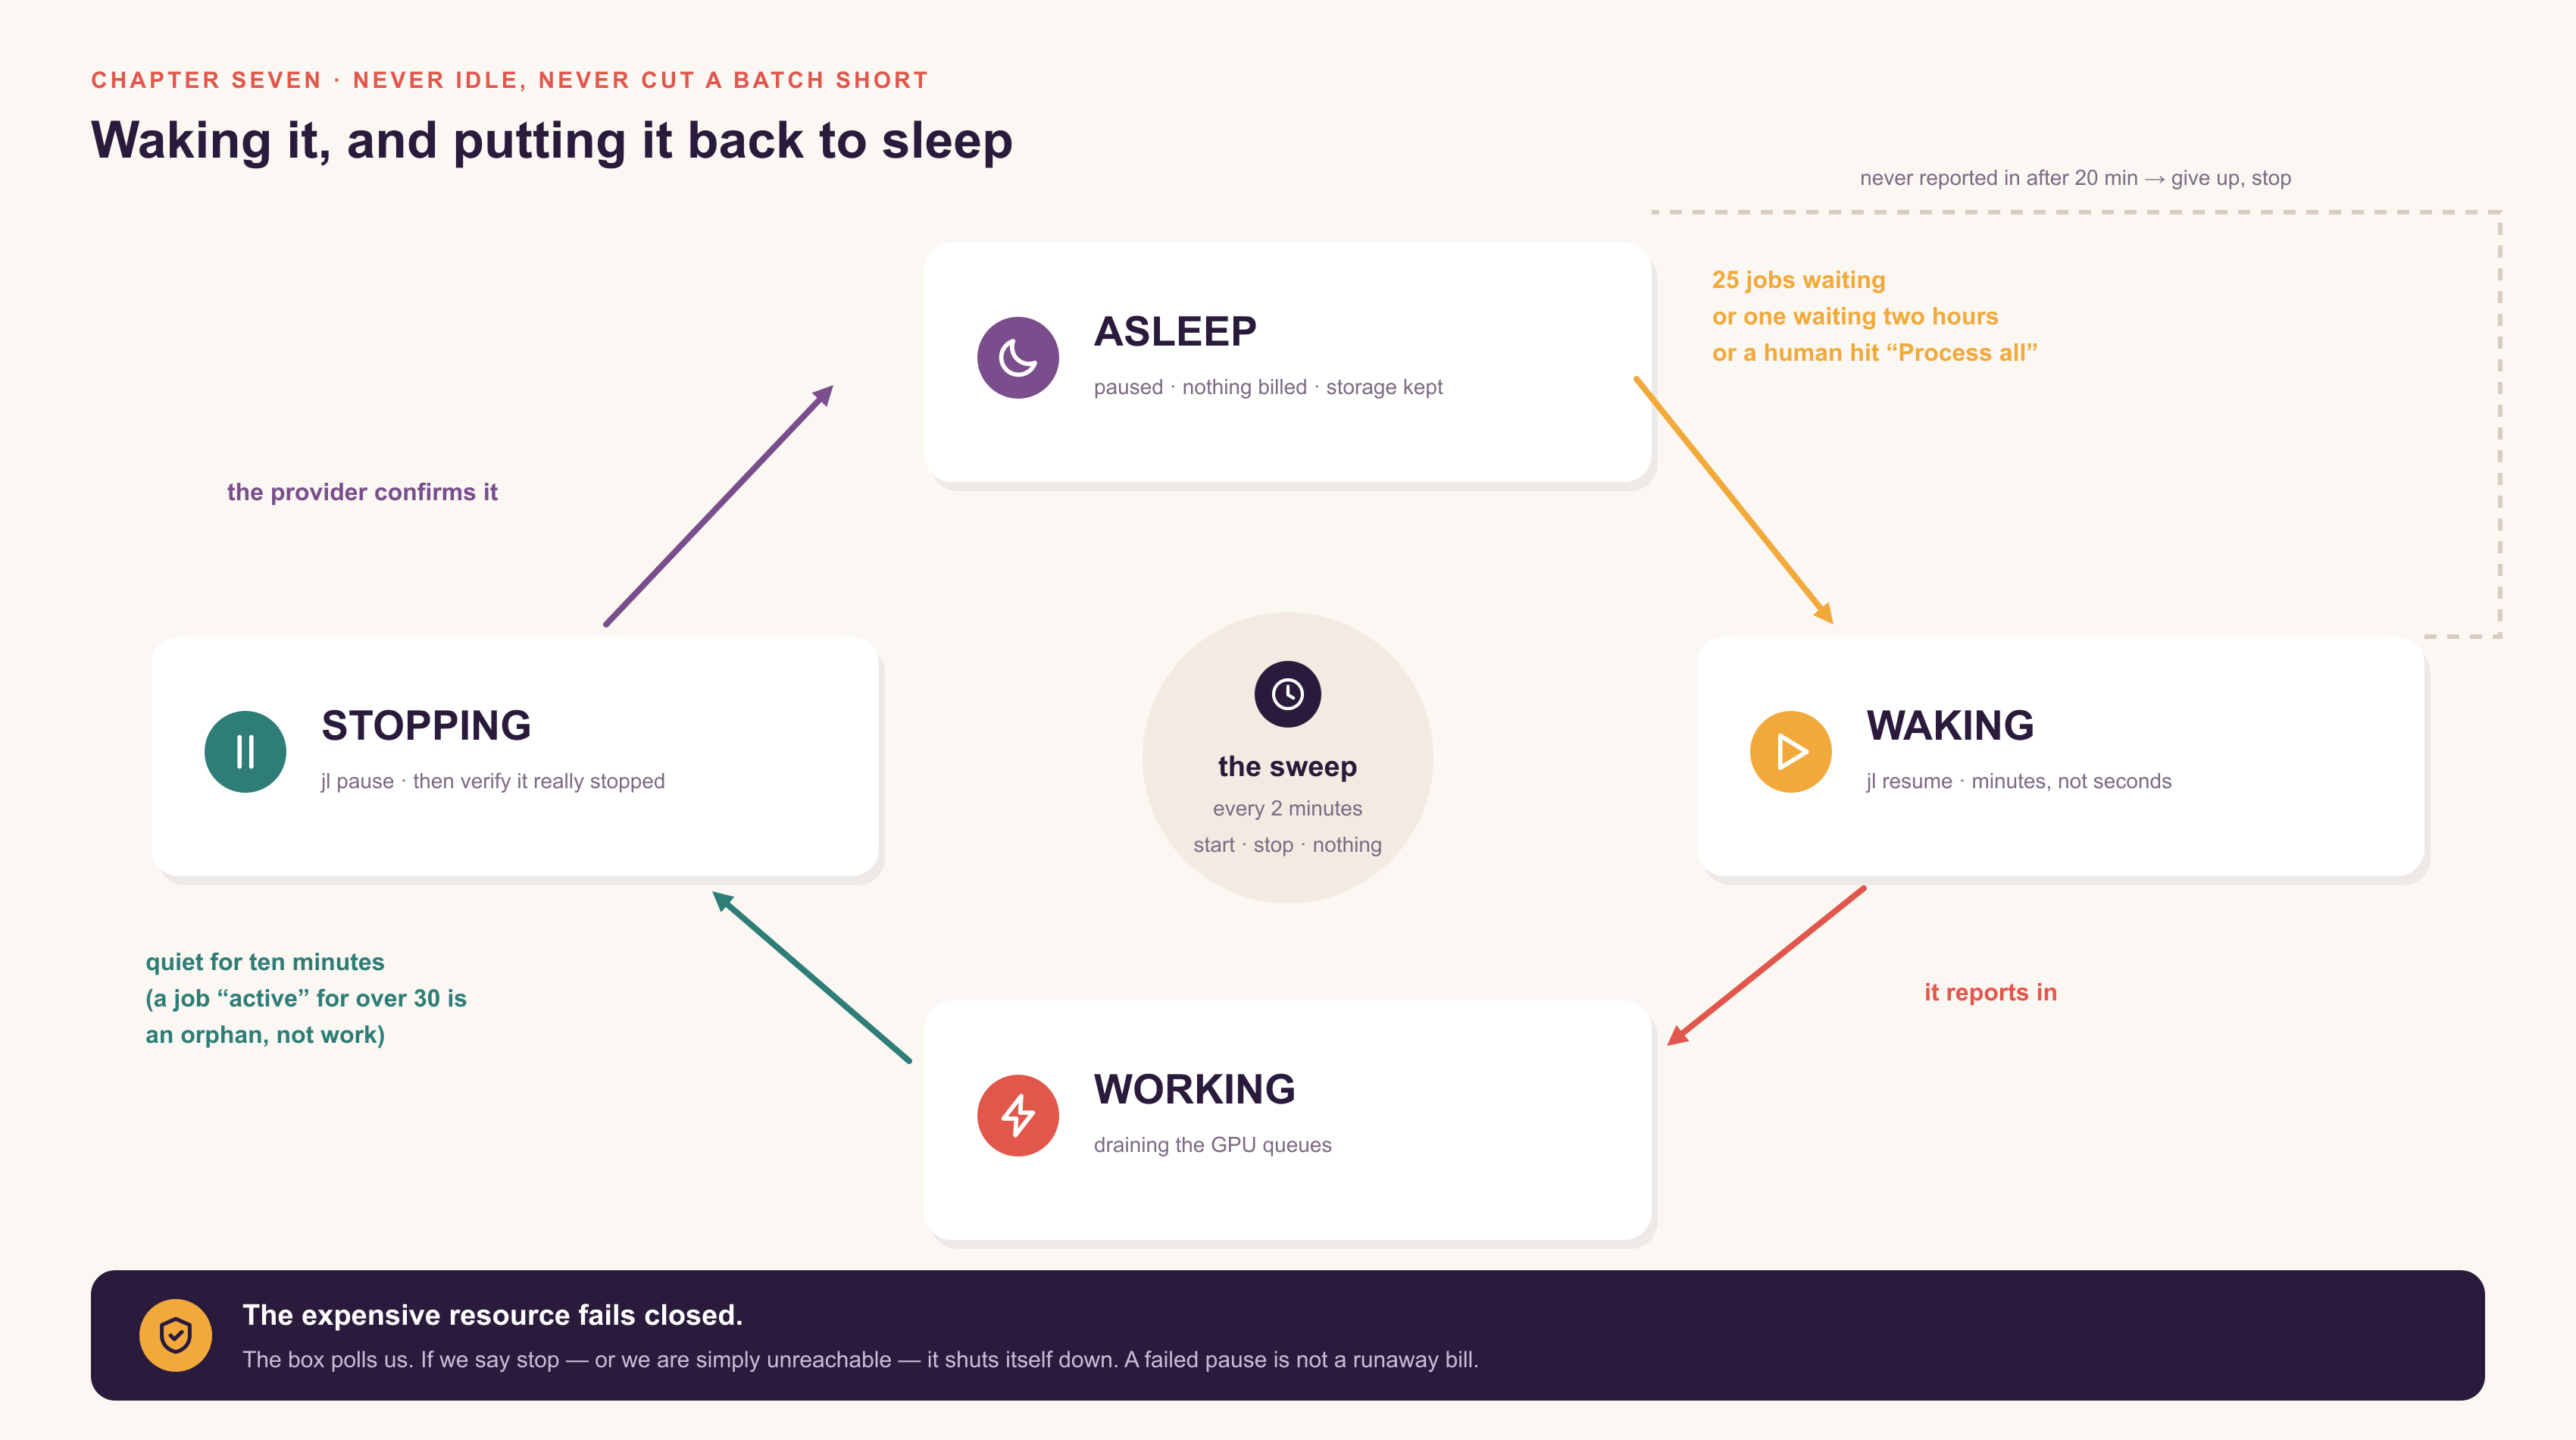 CHAPTER SEVEN · NEVER IDLE, NEVER CUT A BATCH SHORT
Waking it, and putting it back to sleep
never reported in after 20 min → give up, stop
ASLEEP
paused · nothing billed · storage kept
25 jobs waiting
or one waiting two hours
or a human hit “Process all”
the provider confirms it
STOPPING
jl pause · then verify it really stopped
the sweep
every 2 minutes
start · stop · nothing
WAKING
jl resume · minutes, not seconds
quiet for ten minutes
(a job “active” for over 30 is
an orphan, not work)
it reports in
WORKING
draining the GPU queues
The expensive resource fails closed.
The box polls us. If we say stop — or we are simply unreachable — it shuts itself down. A failed pause is not a runaway bill.